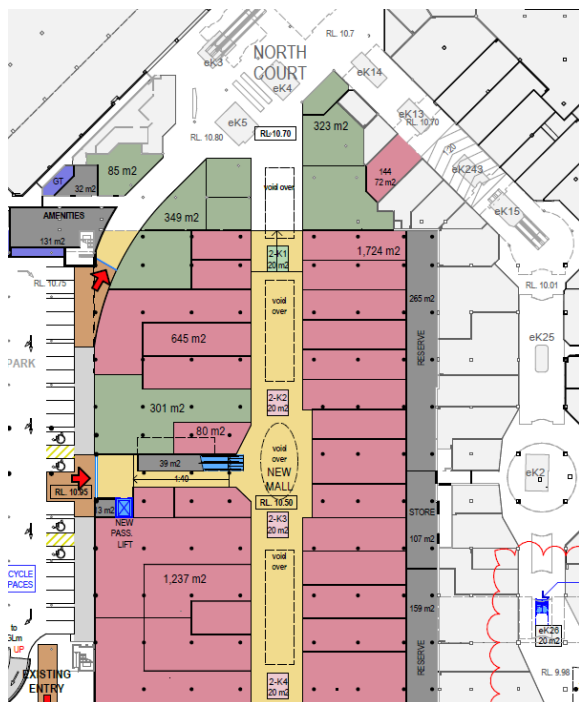 RL. 10.7
NORTH
COURT
eK3
eK4
eK14
eK5
eK13
RL. 10.70
RL. 10.80
RL. 10.70
323 m2
1:20
85 m2
144
72 m2
eK243
GT
32 m2
void over
eK15
349 m2
AMENITIES
131 m2
2-K1
20 m2
1,724 m2
RL. 10.75
void
over
265 m2
RL. 10.01
RESERVE
645 m2
PARK
eK25
2-K2
20 m2
301 m2
80 m2
void
over
39 m2
NEW
MALL
eK2
1:40
RL. 10.95
RL. 10.50
3 m2
NEW
PASS.
LIFT
2-K3
20 m2
STORE
107 m2
void
over
CYCLE
SPACES
1,237 m2
159 m2
RESERVE
to
GLm
UP
eK26
20 m2
EXISTING
ENTRY
2-K4
20 m2
RL. 9.98